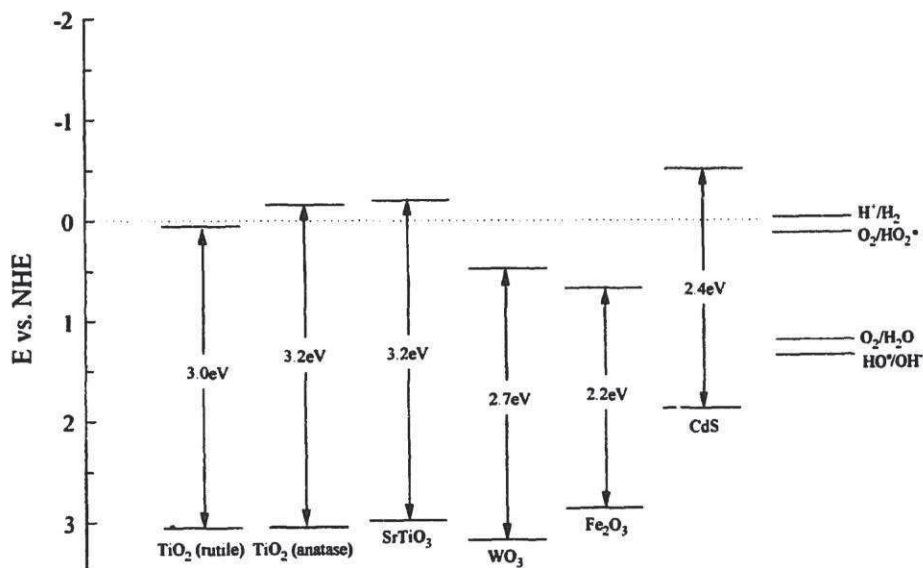 -2
-1
0
1
2
3
E vs. NHE
3.0eV
3.2eV
3.2eV
2.7eV
2.2eV
2.4eV
TiO₂ (rutile)
TiO₂ (anatase)
SrTiO₃
WO₃
Fe₂O₃
CdS
H⁺/H₂
O₂/HO₂•
O₂/H₂O
HO•/OH⁻